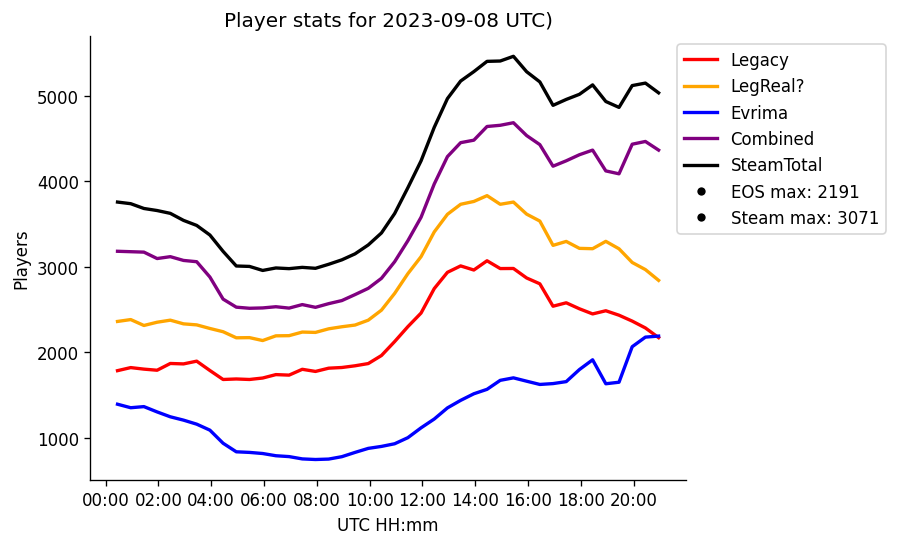 Player stats for 2023-09-08 UTC)
Legacy
LegReal?
Evrima
Combined
SteamTotal
EOS max: 2191
Steam max: 3071
Players
5000
4000
3000
2000
1000
00:00 02:00 04:00 06:00 08:00 10:00 12:00 14:00 16:00 18:00 20:00
UTC HH:mm